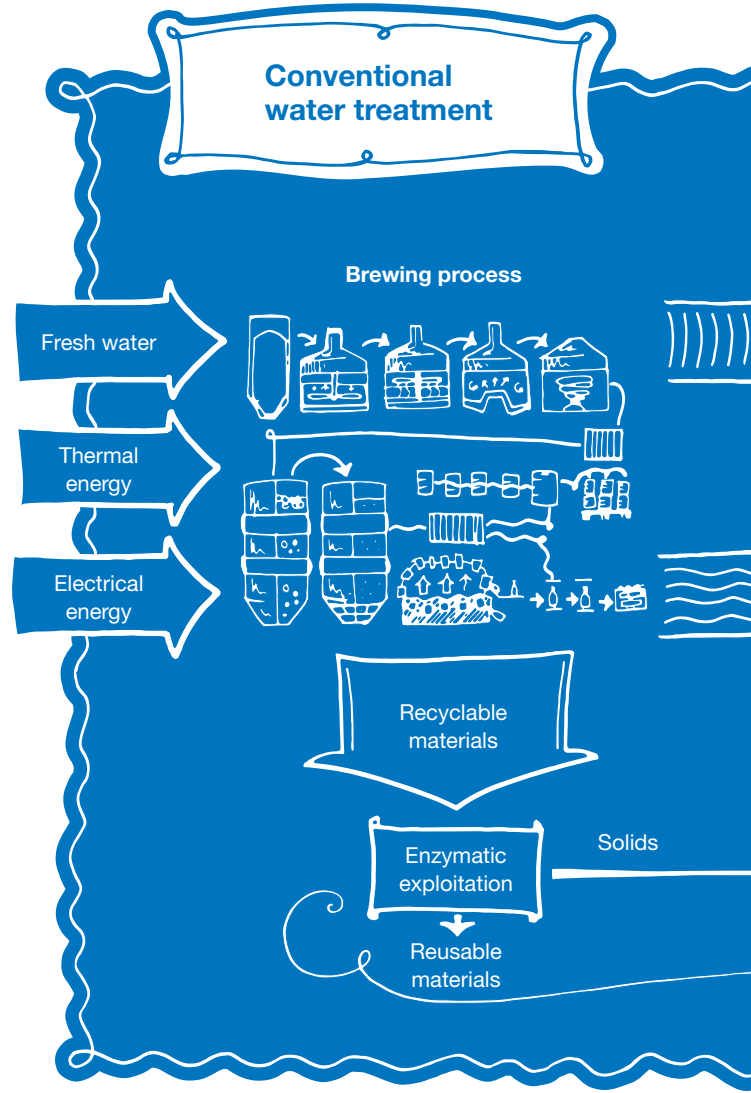 Conventional
water treatment
Brewing process
Fresh water
Thermal
energy
Electrical
energy
Recyclable
materials
Enzymatic
exploitation
Solids
Reusable
materials